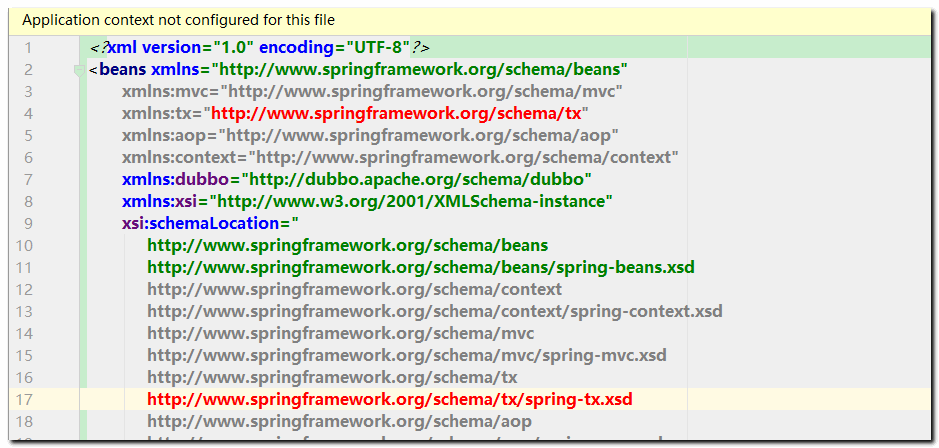 Application context not configured for this file
1 <?xml version="1.0" encoding="UTF-8"?>
2 <beans xmlns="http://www.springframework.org/schema/beans"
3 xmlns:mvc="http://www.springframework.org/schema/mvc"
4 xmlns:tx="http://www.springframework.org/schema/tx"
5 xmlns:aop="http://www.springframework.org/schema/aop"
6 xmlns:context="http://www.springframework.org/schema/context"
7 xmlns:dubbo="http://dubbo.apache.org/schema/dubbo"
8 xmlns:xsi="http://www.w3.org/2001/XMLSchema-instance"
9 xsi:schemaLocation="
10 http://www.springframework.org/schema/beans
11 http://www.springframework.org/schema/beans/spring-beans.xsd
12 http://www.springframework.org/schema/context
13 http://www.springframework.org/schema/context/spring-context.xsd
14 http://www.springframework.org/schema/mvc
15 http://www.springframework.org/schema/mvc/spring-mvc.xsd
16 http://www.springframework.org/schema/tx
17 http://www.springframework.org/schema/tx/spring-tx.xsd
18 http://www.springframework.org/schema/aop